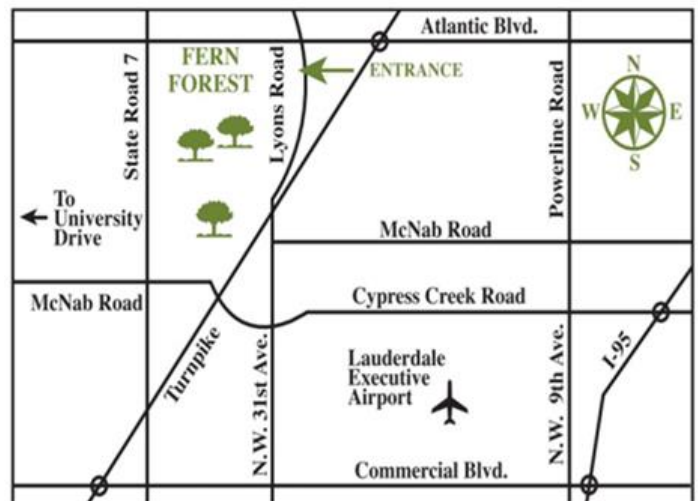 Atlantic Blvd.
FERN
FOREST
State Road 7
Lyons Road
ENTRANCE
Powerline Road
N
W
E
S
To
University
Drive
McNab Road
McNab Road
Cypress Creek Road
Turnpike
N.W. 31st Ave.
Lauderdale
Executive
Airport
N.W. 9th Ave.
I-95
Commercial Blvd.